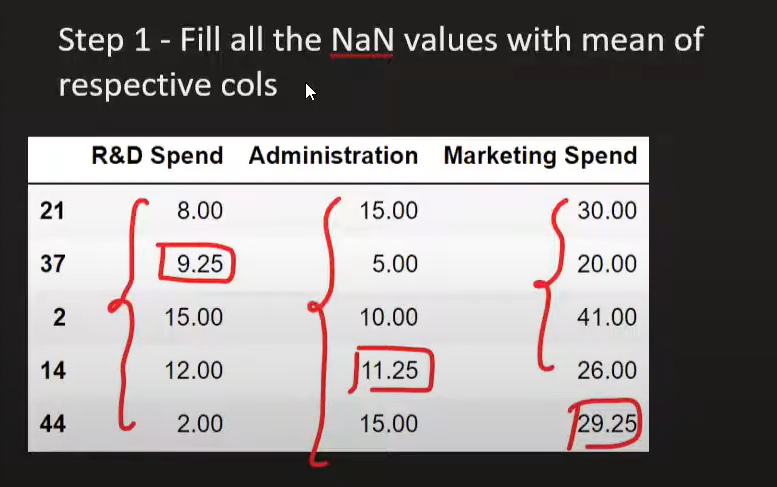 Step 1 - Fill all the NaN values with mean of
respective cols
R&D Spend Administration Marketing Spend
21 8.00 15.00 30.00
37 9.25 5.00 20.00
2 15.00 10.00 41.00
14 12.00 11.25 26.00
44 2.00 15.00 29.25